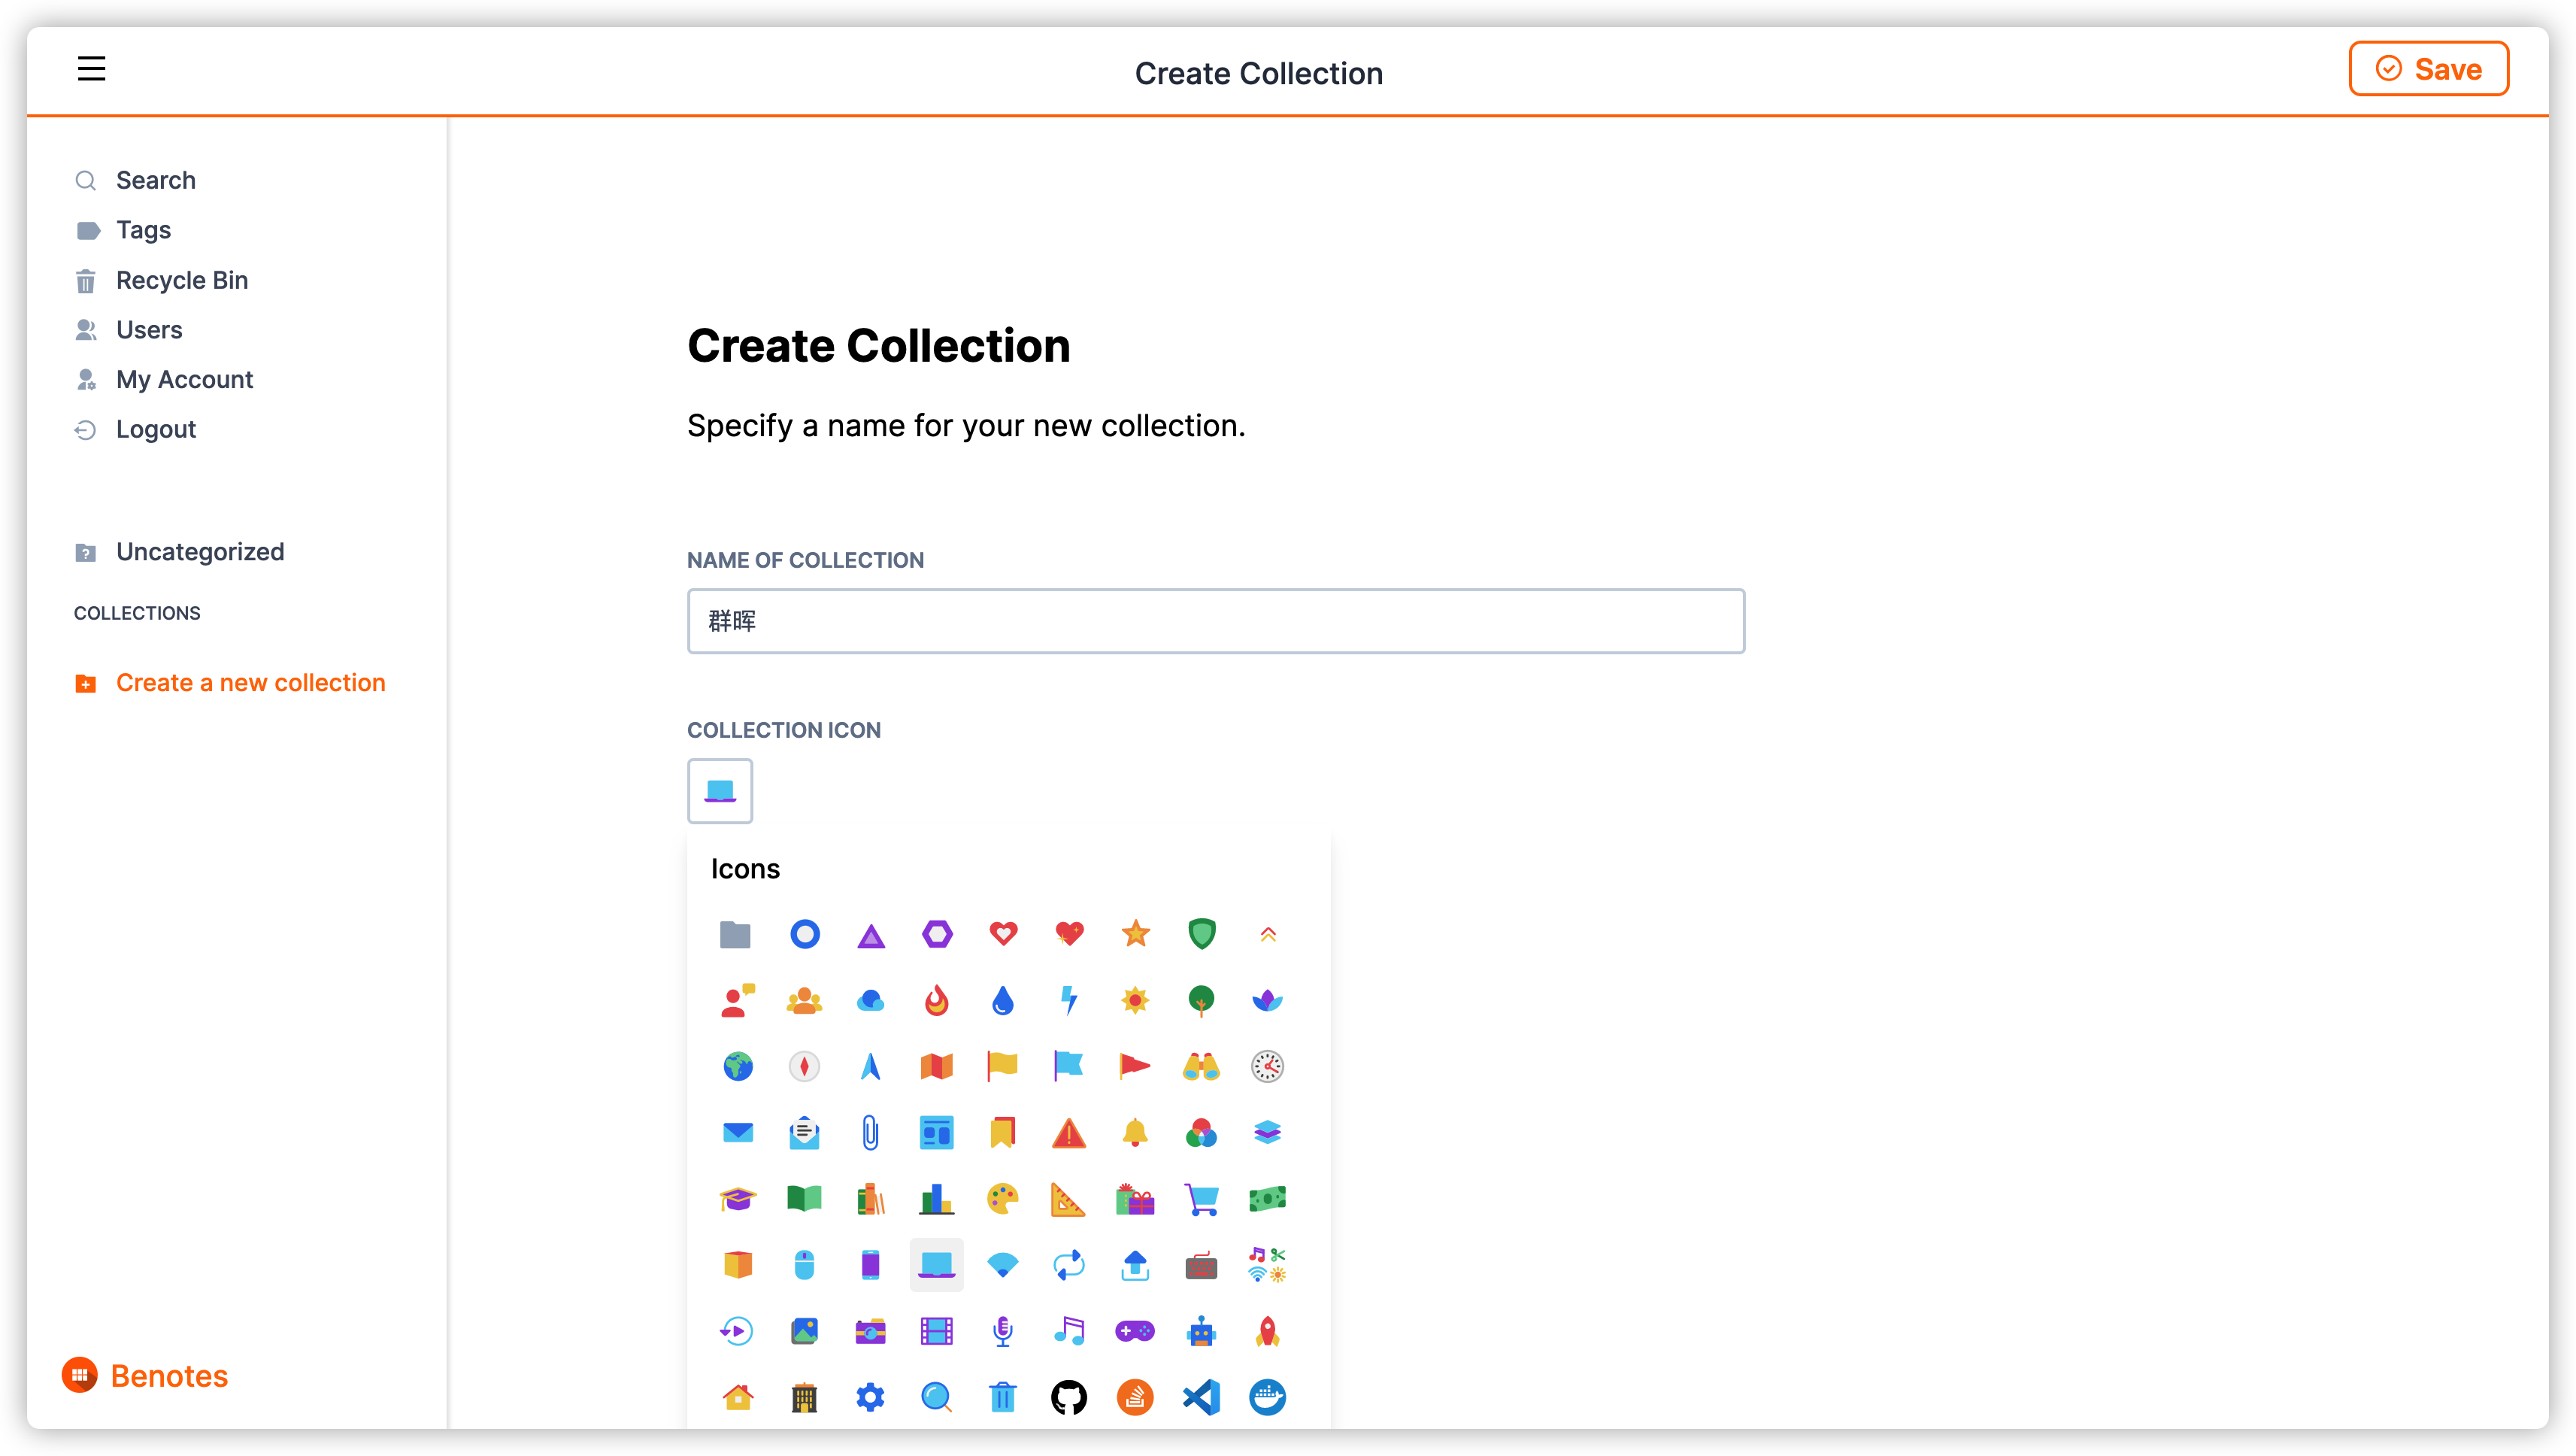 Create Collection
Save
Search
Tags
Recycle Bin
Users
My Account
Logout
Uncategorized
COLLECTIONS
Create a new collection
Benotes
Create Collection
Specify a name for your new collection.
NAME OF COLLECTION
群晖
COLLECTION ICON
Icons